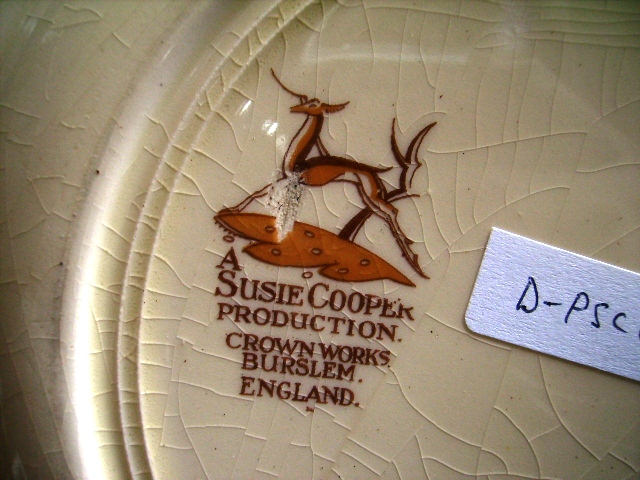 A
SUSIE COOPER
PRODUCTION.
CROWN WORKS,
BURSLEM.
ENGLAND.
D-PSC